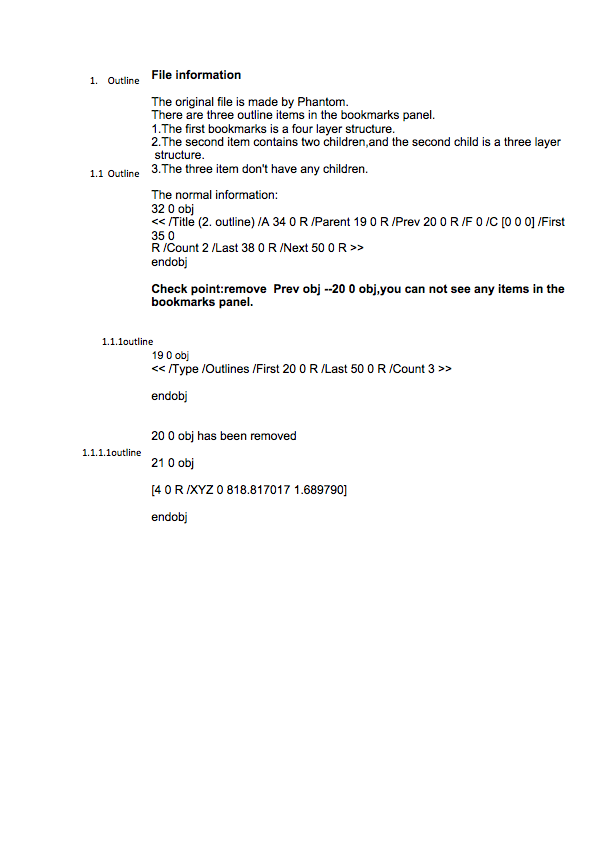 File information
1. Outline
The original file is made by Phantom.
There are three outline items in the bookmarks panel.
1.The first bookmarks is a four layer structure.
2.The second item contains two children,and the second child is a three layer
structure.
3.The three item don't have any children.
1.1 Outline
The normal information:
32 0 obj
<< /Title (2. outline) /A 34 0 R /Parent 19 0 R /Prev 20 0 R /F 0 /C [0 0 0] /First
35 0
R /Count 2 /Last 38 0 R /Next 50 0 R >>
endobj
Check point:remove  Prev obj --20 0 obj,you can not see any items in the
bookmarks panel.
1.1.1outline
19 0 obj
<< /Type /Outlines /First 20 0 R /Last 50 0 R /Count 3 >>
endobj
20 0 obj has been removed
1.1.1.1outline
21 0 obj
[4 0 R /XYZ 0 818.817017 1.689790]
endobj